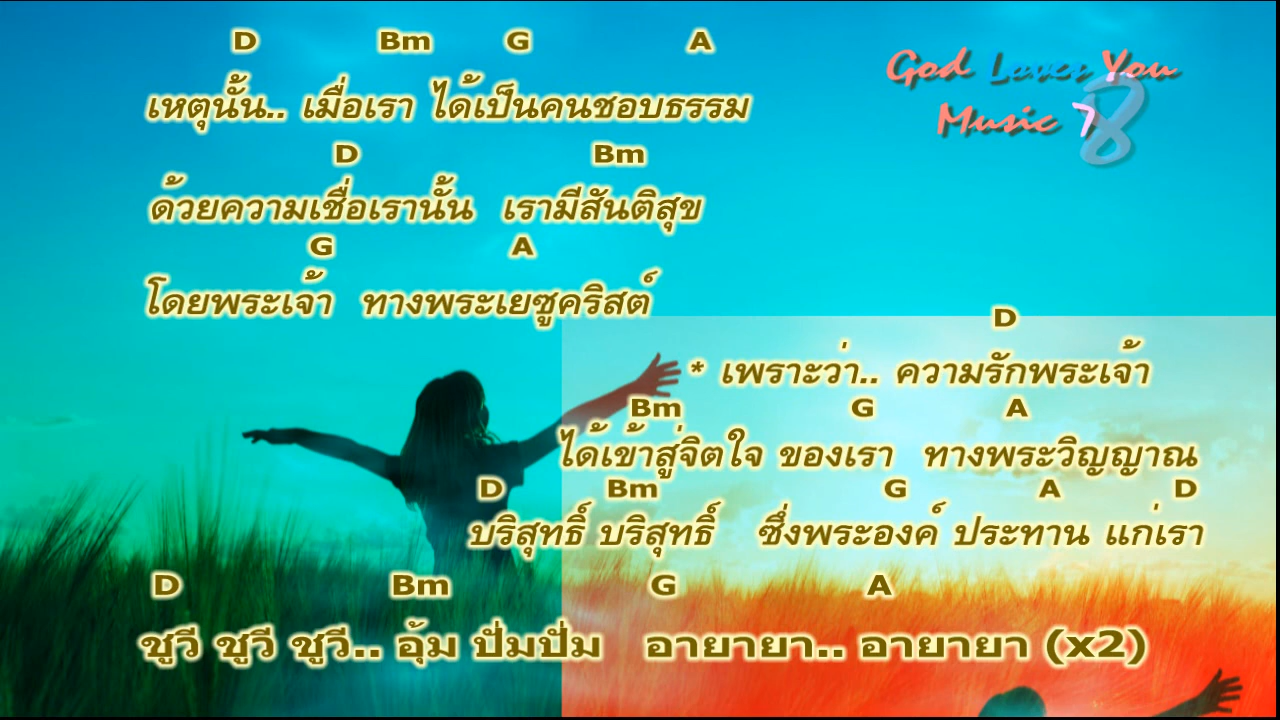 D Bm G A
God Loves You
เหตุนั้น.. เมื่อเรา ได้เป็นคนชอบธรรม
Music 78
D Bm
ด้วยความเชื่อเรานั้น เรามีสันติสุข
G A
โดยพระเจ้า ทางพระเยซูคริสต์
D
* เพราะว่า.. ความรักพระเจ้า
Bm G A
ได้เข้าสู่จิตใจ ของเรา ทางพระวิญญาณ
D Bm G A D
บริสุทธิ์ บริสุทธิ์ ซึ่งพระองค์ ประทาน แก่เรา
D Bm G A
ชูวี ชูวี ชูวี.. อุ้ม ปั่มปั่ม อายายา.. อายายา (x2)